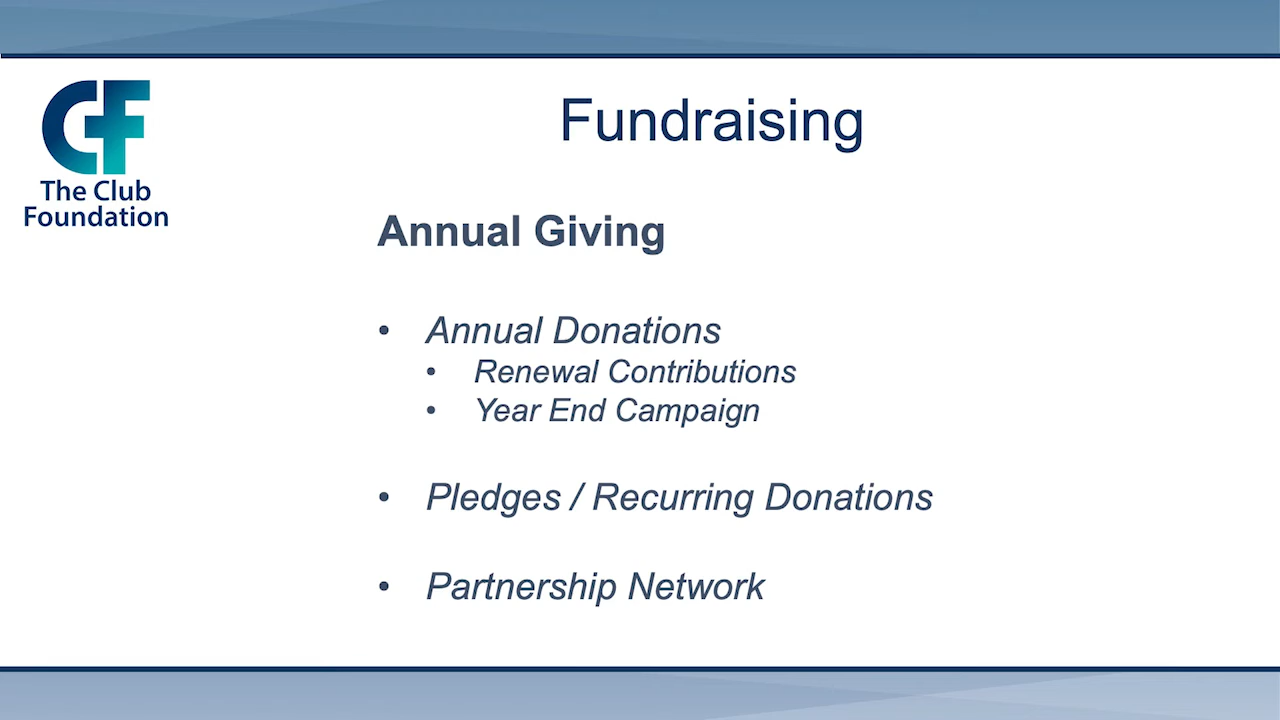 CF
The Club
Foundation
Fundraising
Annual Giving
• Annual Donations
• Renewal Contributions
• Year End Campaign
• Pledges / Recurring Donations
• Partnership Network